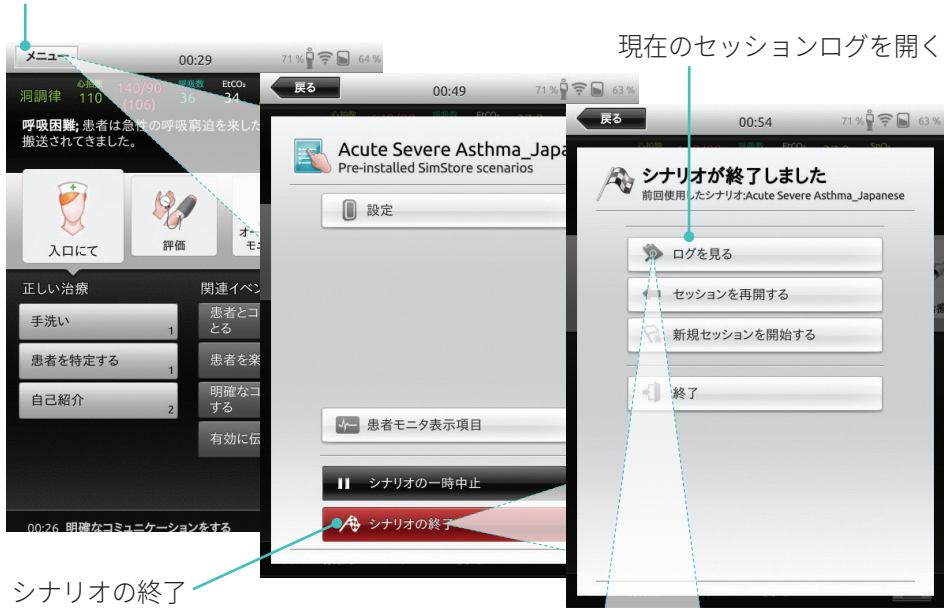 現在のセッションログを開く
メニュー
00:29
71 %
64 %
洞調律
心拍数
110
140/90
(106)
呼吸数
36
EtCO₂
34
呼吸困難; 患者は急性の呼吸窮迫を来した
搬送されてきました。
入口にて
評価
正しい治療
関連イベン
手洗い
1
患者を特定する
1
自己紹介
2
患者とコ
とる
患者を楽
明確なコ
する
有効に伝
00:26 明確なコミュニケーションをする
戻る
00:49
71 %
63 %
Acute Severe Asthma_Japa
Pre-installed SimStore scenarios
設定
患者モニタ表示項目
シナリオの一時中止
シナリオの終了
戻る
00:54
71 %
63 %
シナリオが終了しました
前回使用したシナリオ:Acute Severe Asthma_Japanese
ログを見る
セッションを再開する
新規セッションを開始する
終了
シナリオの終了